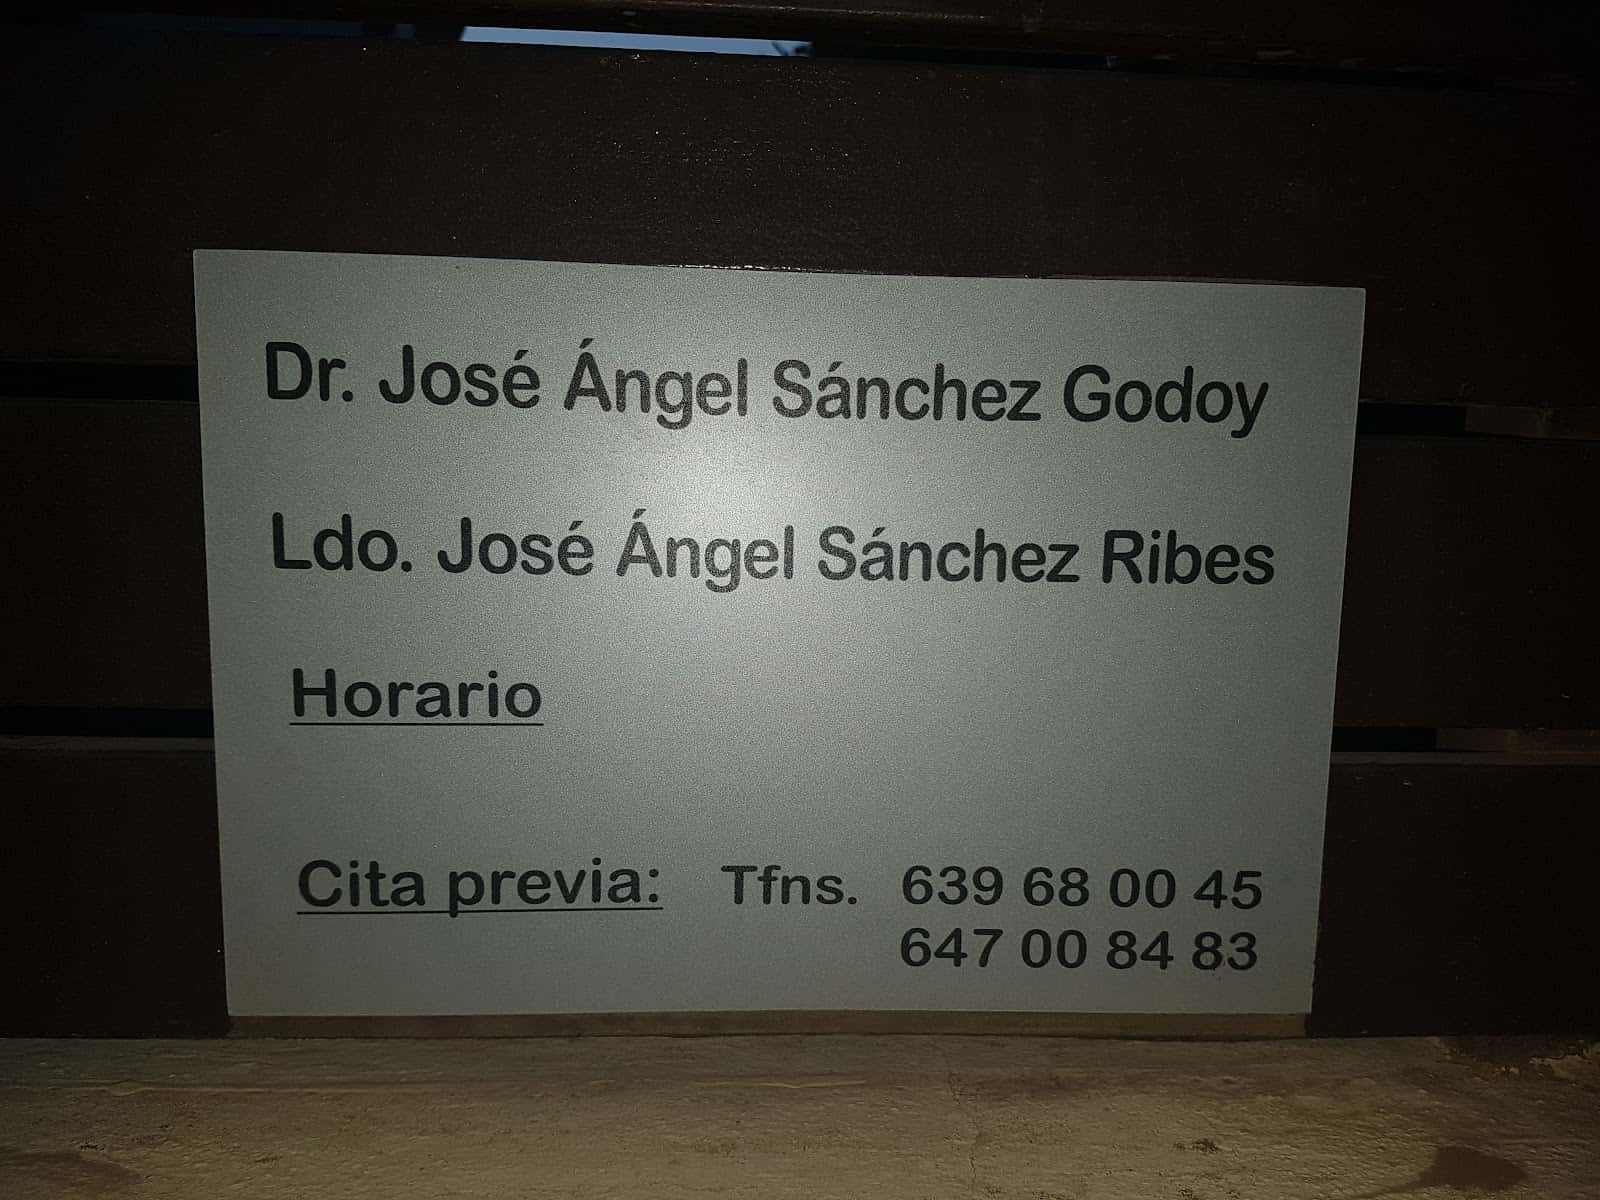 Dr. José Ángel Sánchez Godoy
Ldo. José Ángel Sánchez Ribes
Horario
Cita previa: Tfns. 639 68 00 45
647 00 84 83